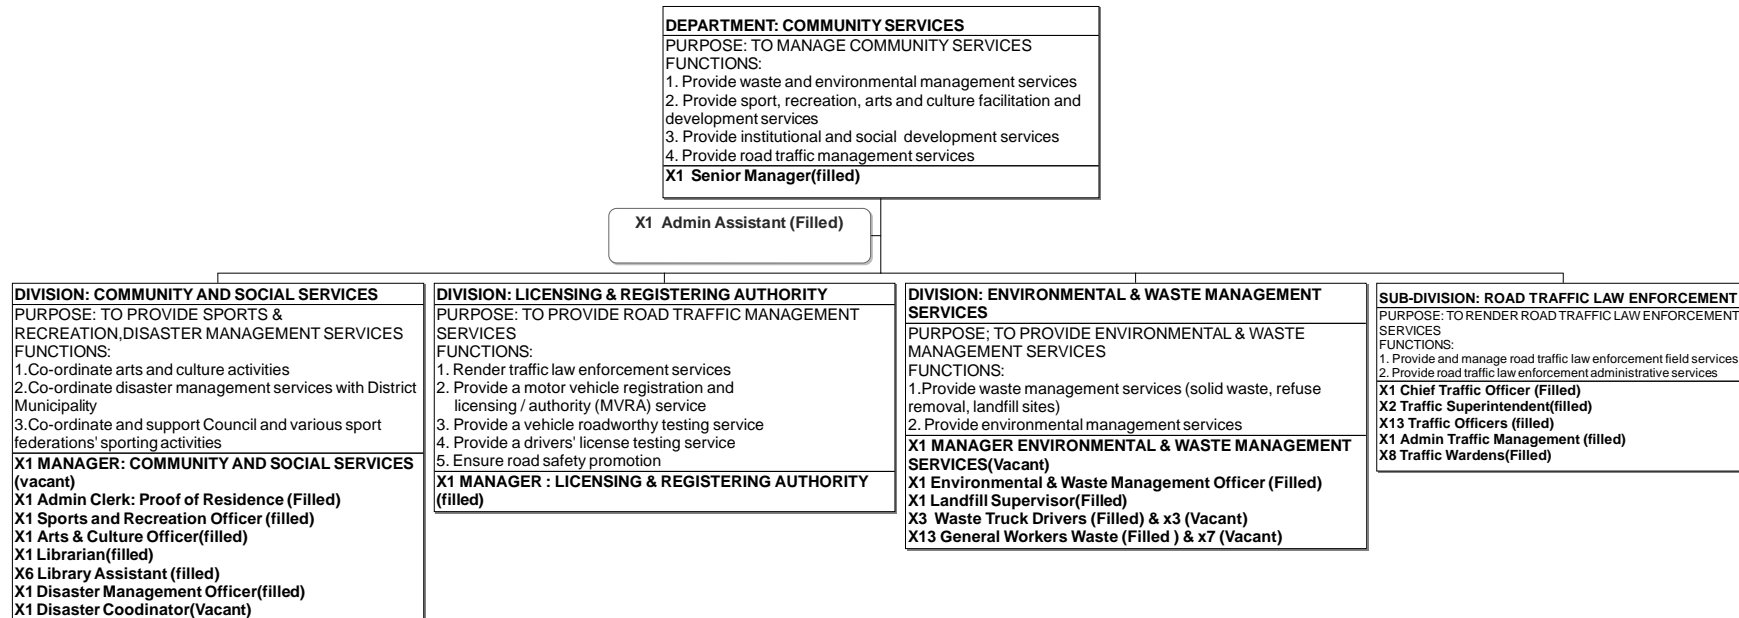 DEPARTMENT: COMMUNITY SERVICES
PURPOSE: TO MANAGE COMMUNITY SERVICES
FUNCTIONS:
1. Provide waste and environmental management services
2. Provide sport, recreation, arts and culture facilitation and
development services
3. Provide institutional and social development services
4. Provide road traffic management services
X1 Senior Manager(filled)
X1 Admin Assistant (Filled)
DIVISION: COMMUNITY AND SOCIAL SERVICES
PURPOSE: TO PROVIDE SPORTS &
RECREATION,DISASTER MANAGEMENT SERVICES
FUNCTIONS:
1.Co-ordinate arts and culture activities
2.Co-ordinate disaster management services with District
Municipality
3.Co-ordinate and support Council and various sport
federations' sporting activities
X1 MANAGER: COMMUNITY AND SOCIAL SERVICES
(vacant)
X1 Admin Clerk: Proof of Residence (Filled)
X1 Sports and Recreation Officer (filled)
X1 Arts & Culture Officer(filled)
X1 Librarian(filled)
X6 Library Assistant (filled)
X1 Disaster Management Officer(filled)
X1 Disaster Coodinator(Vacant)
DIVISION: LICENSING & REGISTERING AUTHORITY
PURPOSE: TO PROVIDE ROAD TRAFFIC MANAGEMENT
SERVICES
FUNCTIONS:
1. Render traffic law enforcement services
2. Provide a motor vehicle registration and
licensing / authority (MVRA) service
3. Provide a vehicle roadworthy testing service
4. Provide a drivers' license testing service
5. Ensure road safety promotion
X1 MANAGER : LICENSING & REGISTERING AUTHORITY
(filled)
DIVISION: ENVIRONMENTAL & WASTE MANAGEMENT
SERVICES
PURPOSE; TO PROVIDE ENVIRONMENTAL & WASTE
MANAGEMENT SERVICES
FUNCTIONS:
1.Provide waste management services (solid waste, refuse
removal, landfill sites)
2. Provide environmental management services
X1 MANAGER ENVIRONMENTAL & WASTE MANAGEMENT
SERVICES(Vacant)
X1 Environmental & Waste Management Officer (Filled)
X1 Landfill Supervisor(Filled)
X3 Waste Truck Drivers (Filled) & x3 (Vacant)
X13 General Workers Waste (Filled ) & x7 (Vacant)
SUB-DIVISION: ROAD TRAFFIC LAW ENFORCEMENT
PURPOSE: TO RENDER ROAD TRAFFIC LAW ENFORCEMENT
SERVICES
FUNCTIONS:
1. Provide and manage road traffic law enforcement field services
2. Provide road traffic law enforcement administrative services
X1 Chief Traffic Officer (Filled)
X2 Traffic Superintendent(filled)
X13 Traffic Officers (filled)
X1 Admin Traffic Management (filled)
X8 Traffic Wardens(Filled)